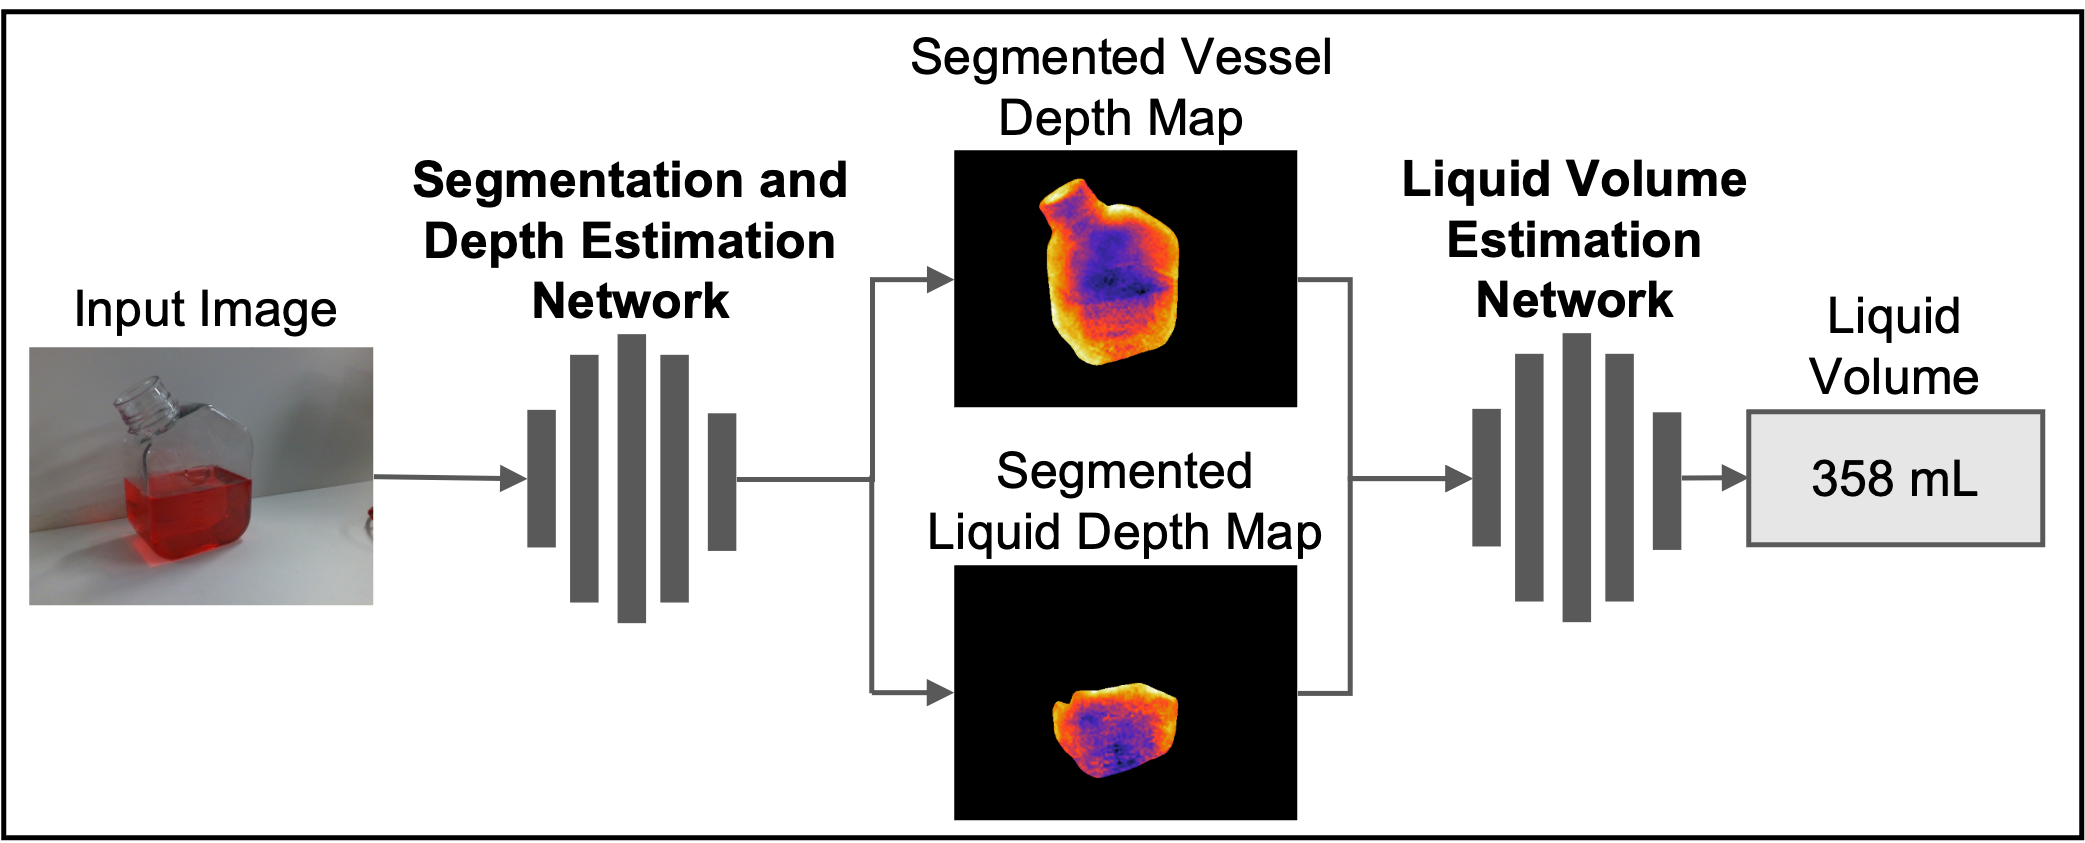 Input Image
Segmentation and
Depth Estimation
Network
Segmented Vessel
Depth Map
Segmented
Liquid Depth Map
Liquid Volume
Estimation
Network
Liquid
Volume
358 mL